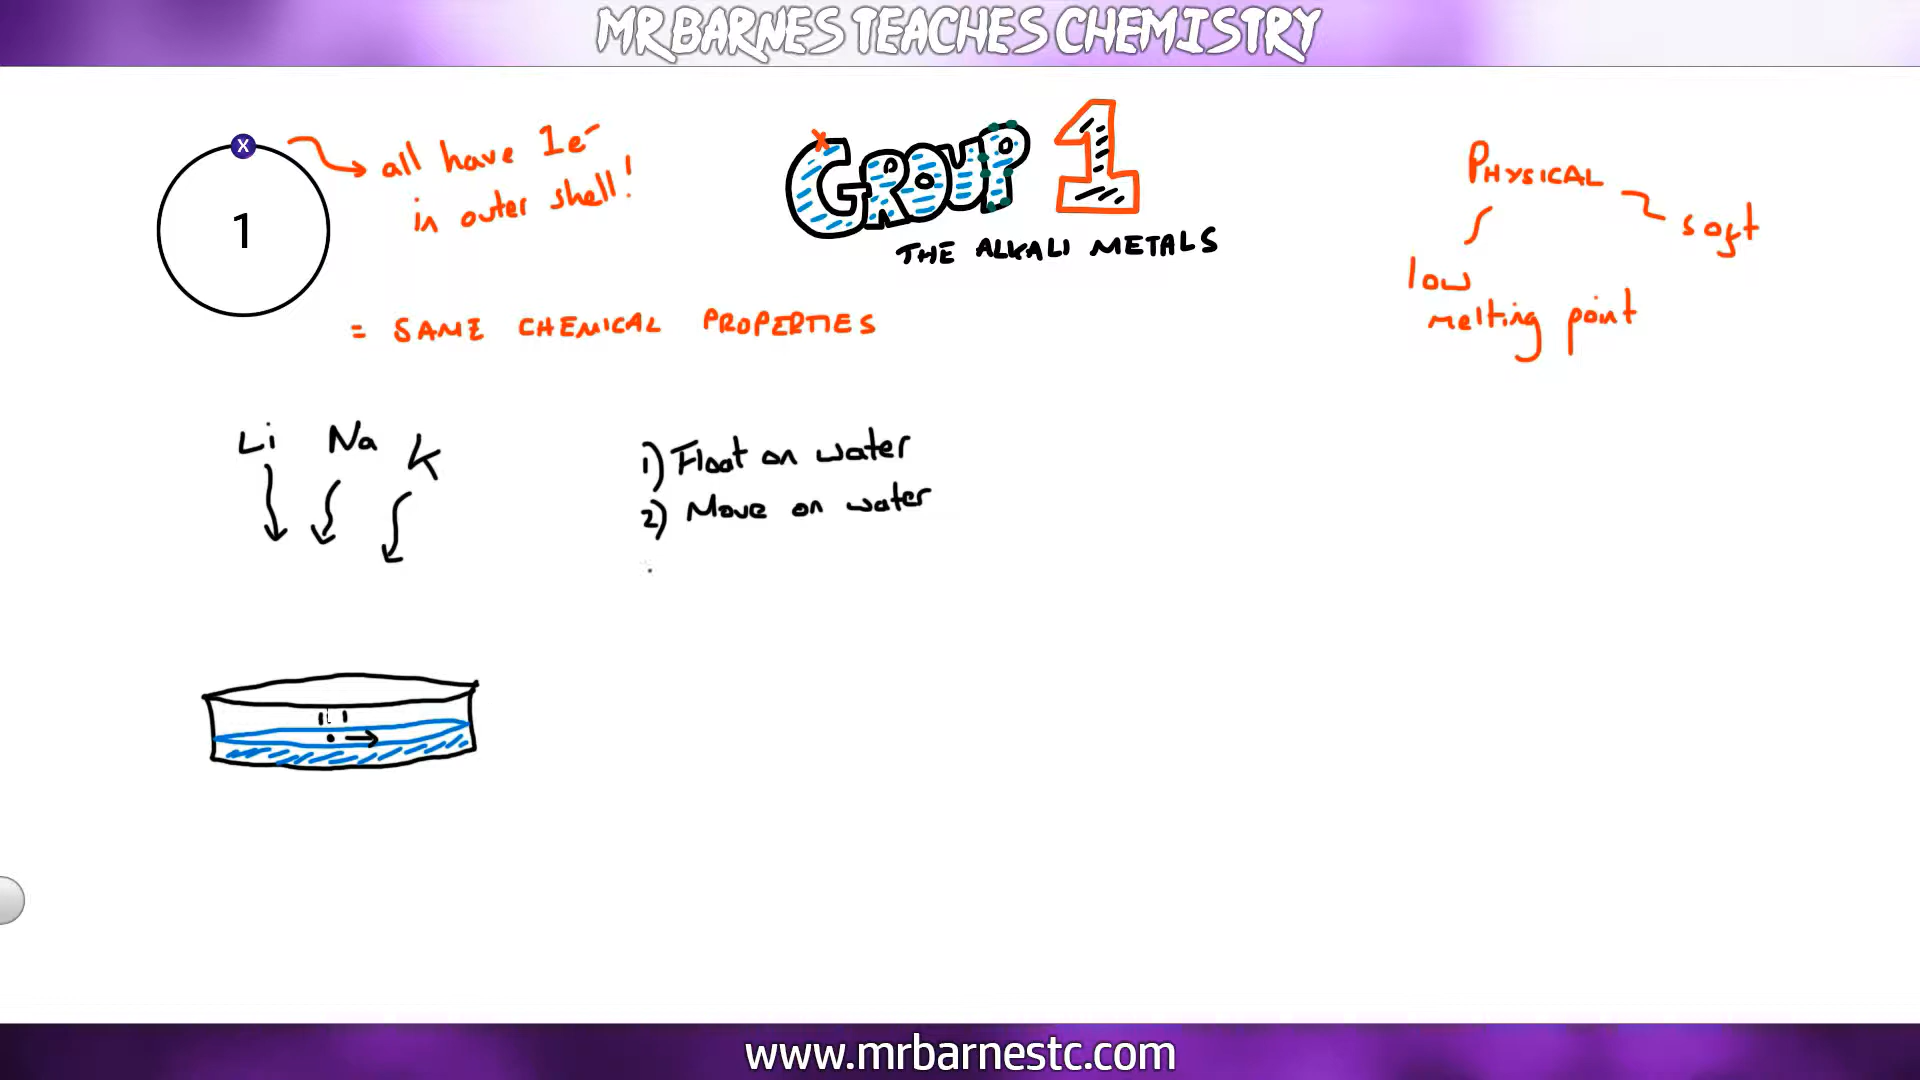 MR BARNES TEACHES CHEMISTRY
x
1
all have 1e⁻
in outer shell!
GROUP 1
THE ALKALI METALS
= SAME CHEMICAL PROPERTIES
PHYSICAL
soft
low
melting point
Li Na K
1) Float on water
2) Move on water
www.mrbarnestc.com